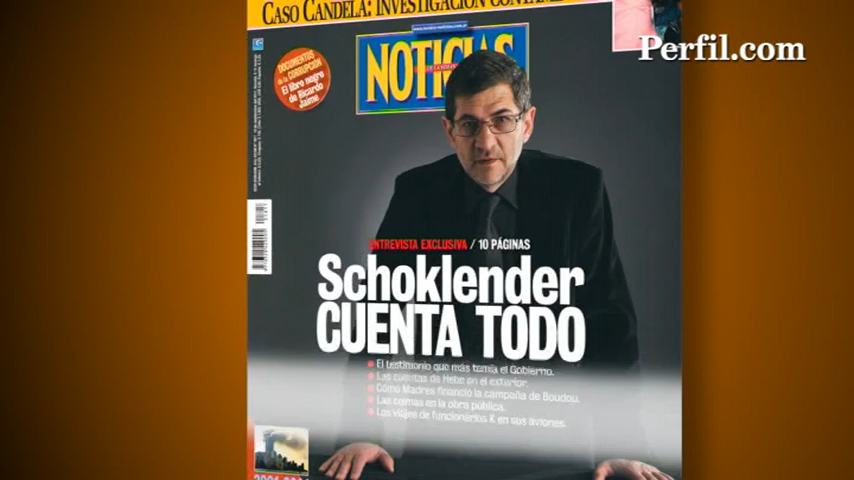 CASO CANDELA: INVESTIGACIÓN
Perfil.com
NOTICIAS
DOCUMENTOS
de la CORRUPCIÓN
El libro negro
de Ricardo
Jaime
ENTREVISTA EXCLUSIVA / 10 PÁGINAS
Schoklender
CUENTA TODO
El testimonio que más temía el Gobierno.
Las cuentas de Hebe en el exterior.
Cómo Madres financió la campaña de Boudou.
Las coimas en la obra pública.
Los viajes de funcionarios K en sus aviones.